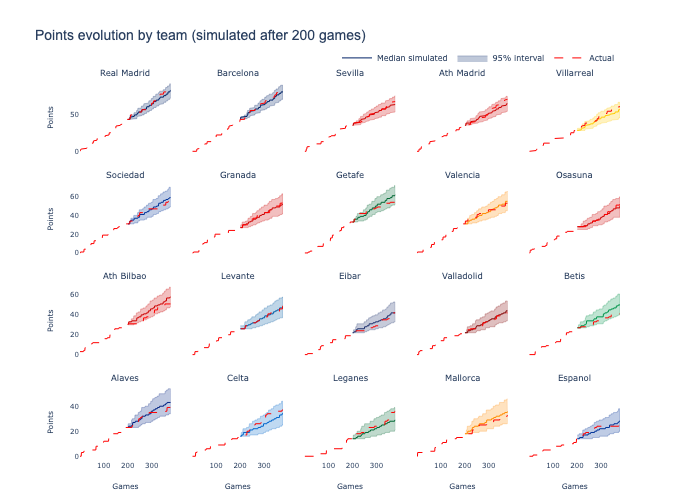 Points evolution by team (simulated after 200 games)
Median simulated 95% interval Actual
Real Madrid Barcelona Sevilla Ath Madrid Villarreal
Points
50
0
Sociedad Granada Getafe Valencia Osasuna
Points
60
40
20
0
Ath Bilbao Levante Eibar Valladolid Betis
Points
60
40
20
0
Alaves Celta Leganes Mallorca Espanol
Points
40
20
0
100 200 300 100 200 300 100 200 300 100 200 300 100 200 300
Games Games Games Games Games